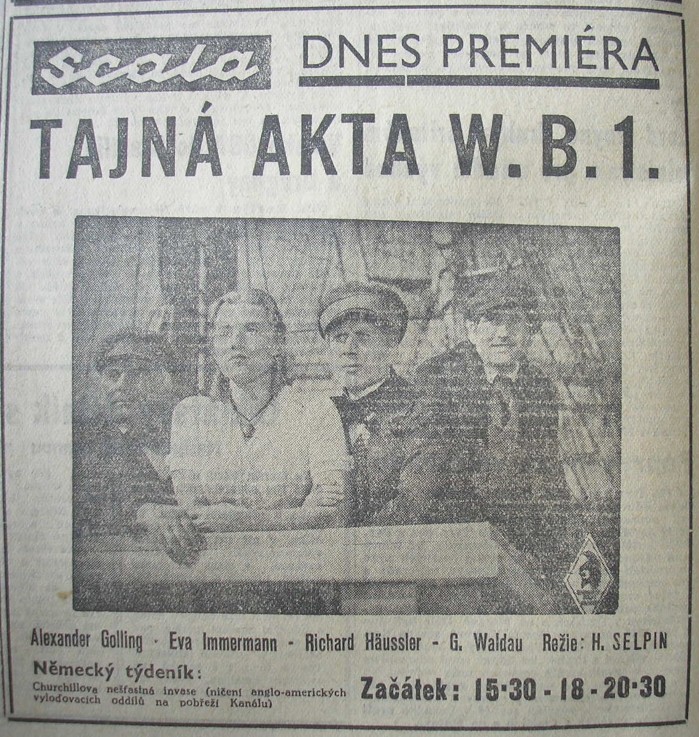 scala
DNES PREMIÉRA
TAJNÁ AKTA W.B.1.
Alexander Golling - Eva Immermann - Richard Häussler - G. Waldau Režie: H. SELPIN
Německý týdeník:
Churchillova nešťastná invase (ničení anglo-amerických
vyloďovacích oddílů na pobřeží Kanálu)
Začátek: 15·30 - 18 - 20·30